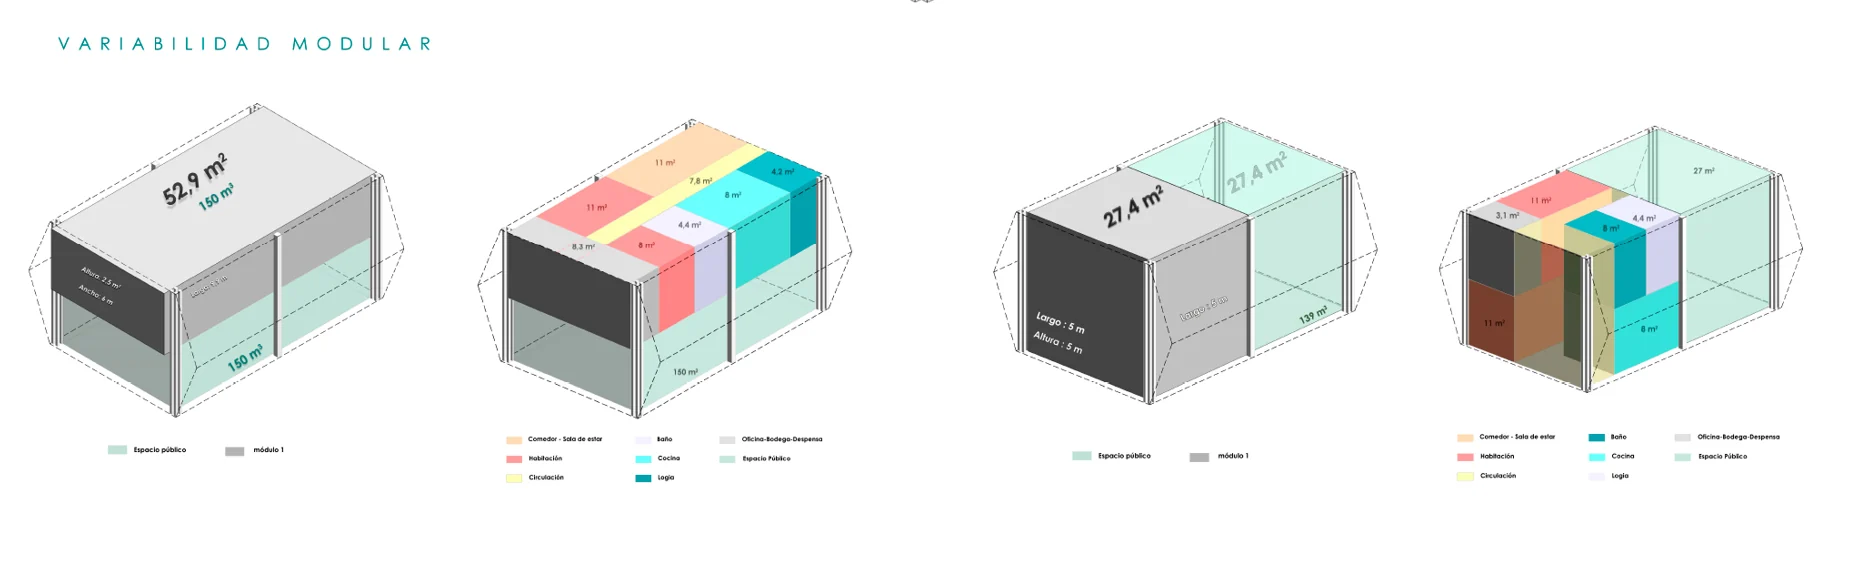 VARIABILIDAD MODULAR
52,9 m²
150 m³
Altura: 2,5 m²
Ancho: 6 m
150 m³
Espacio público
módulo 1
11 m²
4,2 m²
7,8 m²
8 m²
11 m²
4,4 m²
8,3 m²
8 m²
150 m²
Comedor - Sala de estar
Baño
Oficina-Bodega-Despensa
Habitación
Cocina
Espacio Público
Circulación
Logia
27,4 m²
27,4 m²
Largo : 5 m
Largo : 5 m
Altura : 5 m
139 m³
Espacio público
módulo 1
27 m²
11 m²
3,1 m²
4,4 m²
8 m²
11 m²
8 m²
Comedor - Sala de estar
Baño
Oficina-Bodega-Despensa
Habitación
Cocina
Espacio Público
Circulación
Logia